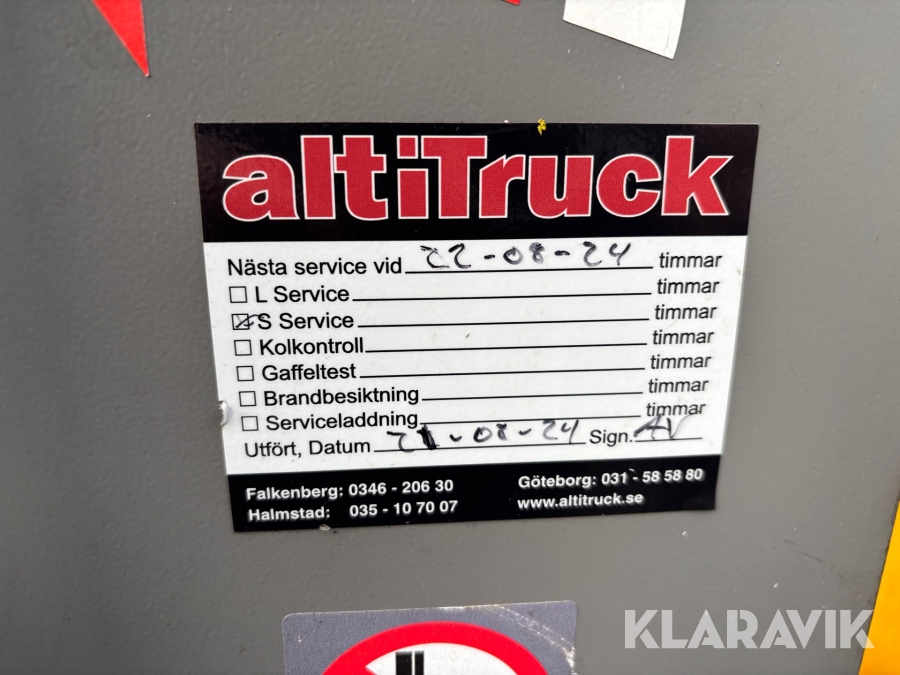 altiTruck
Nästa service vid 22-08-24 timmar
L Service timmar
S Service timmar
Kolkontroll timmar
Gaffeltest timmar
Brandbesiktning timmar
Serviceladdning timmar
Utfört, Datum 21-08-24 Sign. AV
Falkenberg: 0346 - 206 30
Göteborg: 031 - 58 58 80
Halmstad: 035 - 10 70 07
www.altitruck.se
KLARAVIK